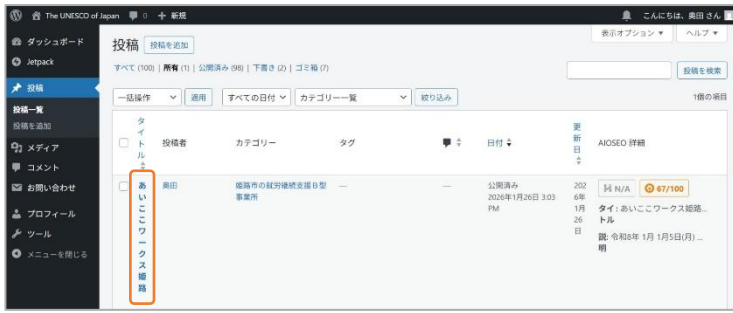 The UNESCO of Japan 0 新規
こんにちは、奥田 さん
ダッシュボード
Jetpack
投稿
投稿一覧
投稿を追加
メディア
コメント
お問い合わせ
プロフィール
ツール
メニューを閉じる
表示オプション ▼ ヘルプ ▼
投稿 投稿を追加
すべて (100) | 所有 (1) | 公開済み (98) | 下書き (2) | ゴミ箱 (7)
投稿を検索
一括操作 適用 すべての日付 カテゴリー一覧 絞り込み
1個の項目
タイトル 投稿者 カテゴリー タグ 日付 更新日 AIOSEO 詳細
あいここワークス姫路
奥田
姫路市の就労継続支援B型
事業所
—
—
公開済み
2026年1月26日 3:03
PM
202
6年
1月
26
日
N/A 67/100
タイ: あいここワークス姫路...
トル
説: 令和8年 1月 1月5日(月) ...
明